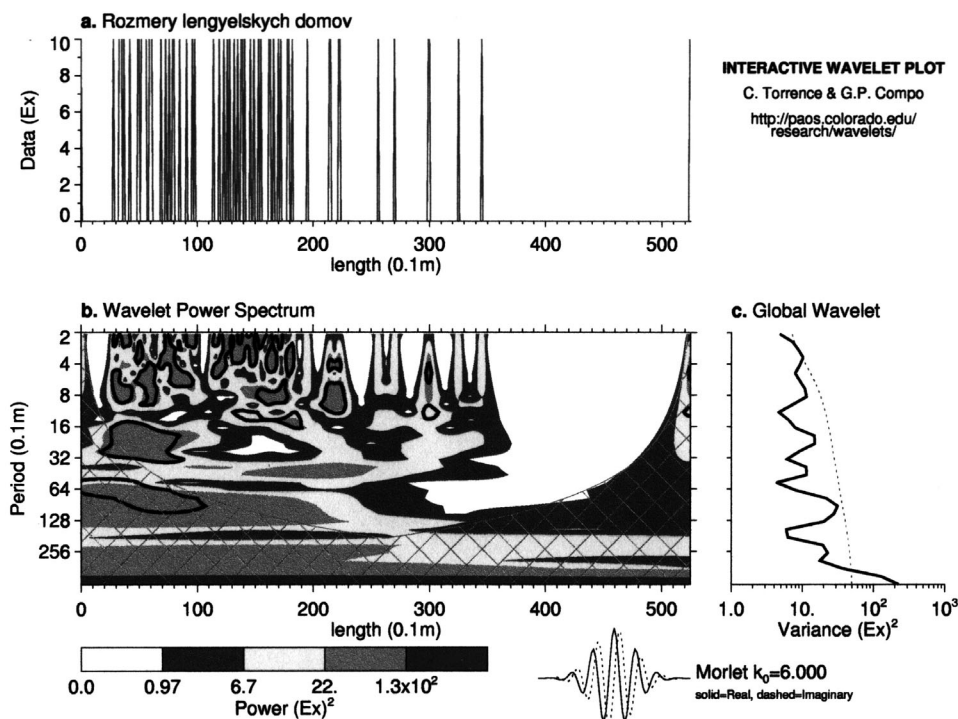 a. Rozmery lengyelskych domov
10
8
6
4
2
0
Data (Ex)
0 100 200 300 400 500
length (0.1m)
INTERACTIVE WAVELET PLOT
C. Torrence & G.P. Compo
http://paos.colorado.edu/
research/wavelets/
b. Wavelet Power Spectrum
2
4
8
16
32
64
128
256
Period (0.1m)
0 100 200 300 400 500
length (0.1m)
c. Global Wavelet
1.0 10. 10² 10³
Variance (Ex)²
0.0 0.97 6.7 22. 1.3x10²
Power (Ex)²
Morlet k₀=6.000
solid=Real, dashed=Imaginary